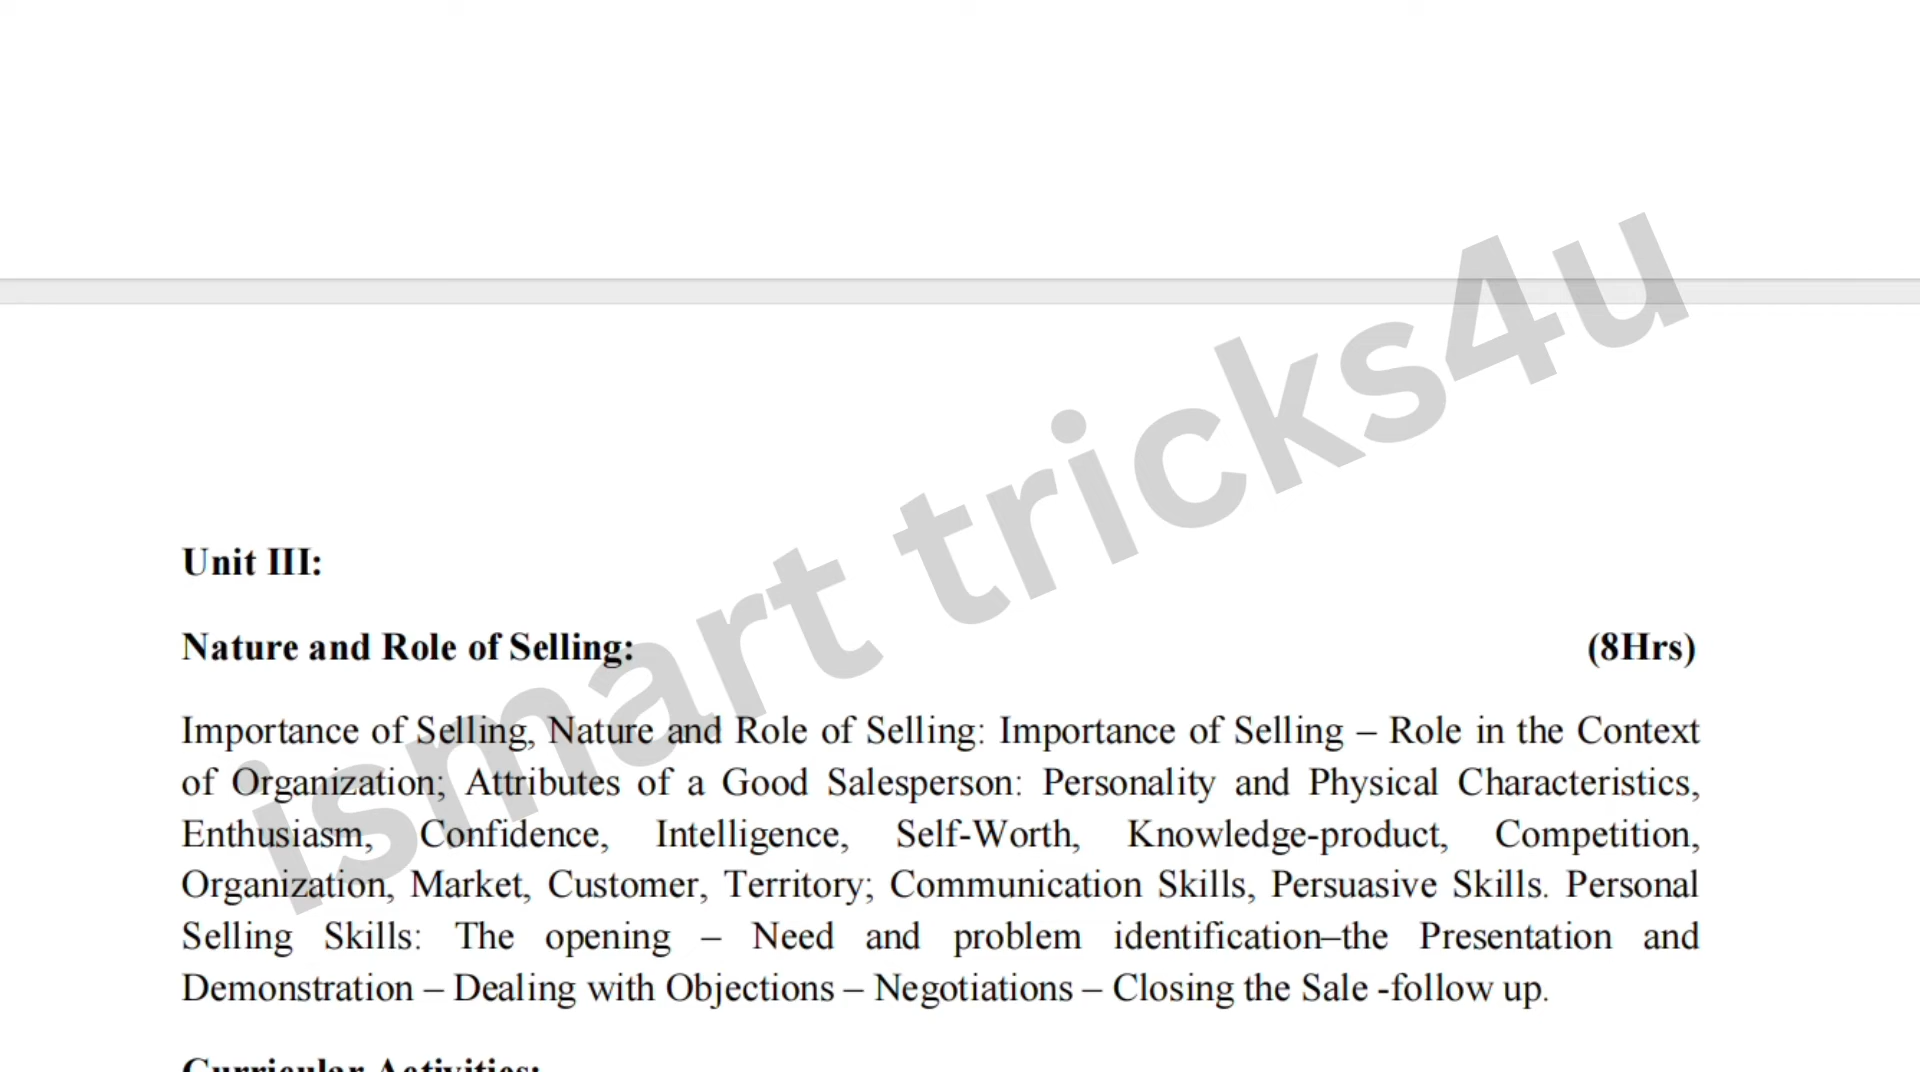 ismart tricks4u
Unit III:
Nature and Role of Selling: (8Hrs)
Importance of Selling, Nature and Role of Selling: Importance of Selling – Role in the Context
of Organization; Attributes of a Good Salesperson: Personality and Physical Characteristics,
Enthusiasm, Confidence, Intelligence, Self-Worth, Knowledge-product, Competition,
Organization, Market, Customer, Territory; Communication Skills, Persuasive Skills. Personal
Selling Skills: The opening – Need and problem identification–the Presentation and
Demonstration – Dealing with Objections – Negotiations – Closing the Sale -follow up.
Curricular Activities: